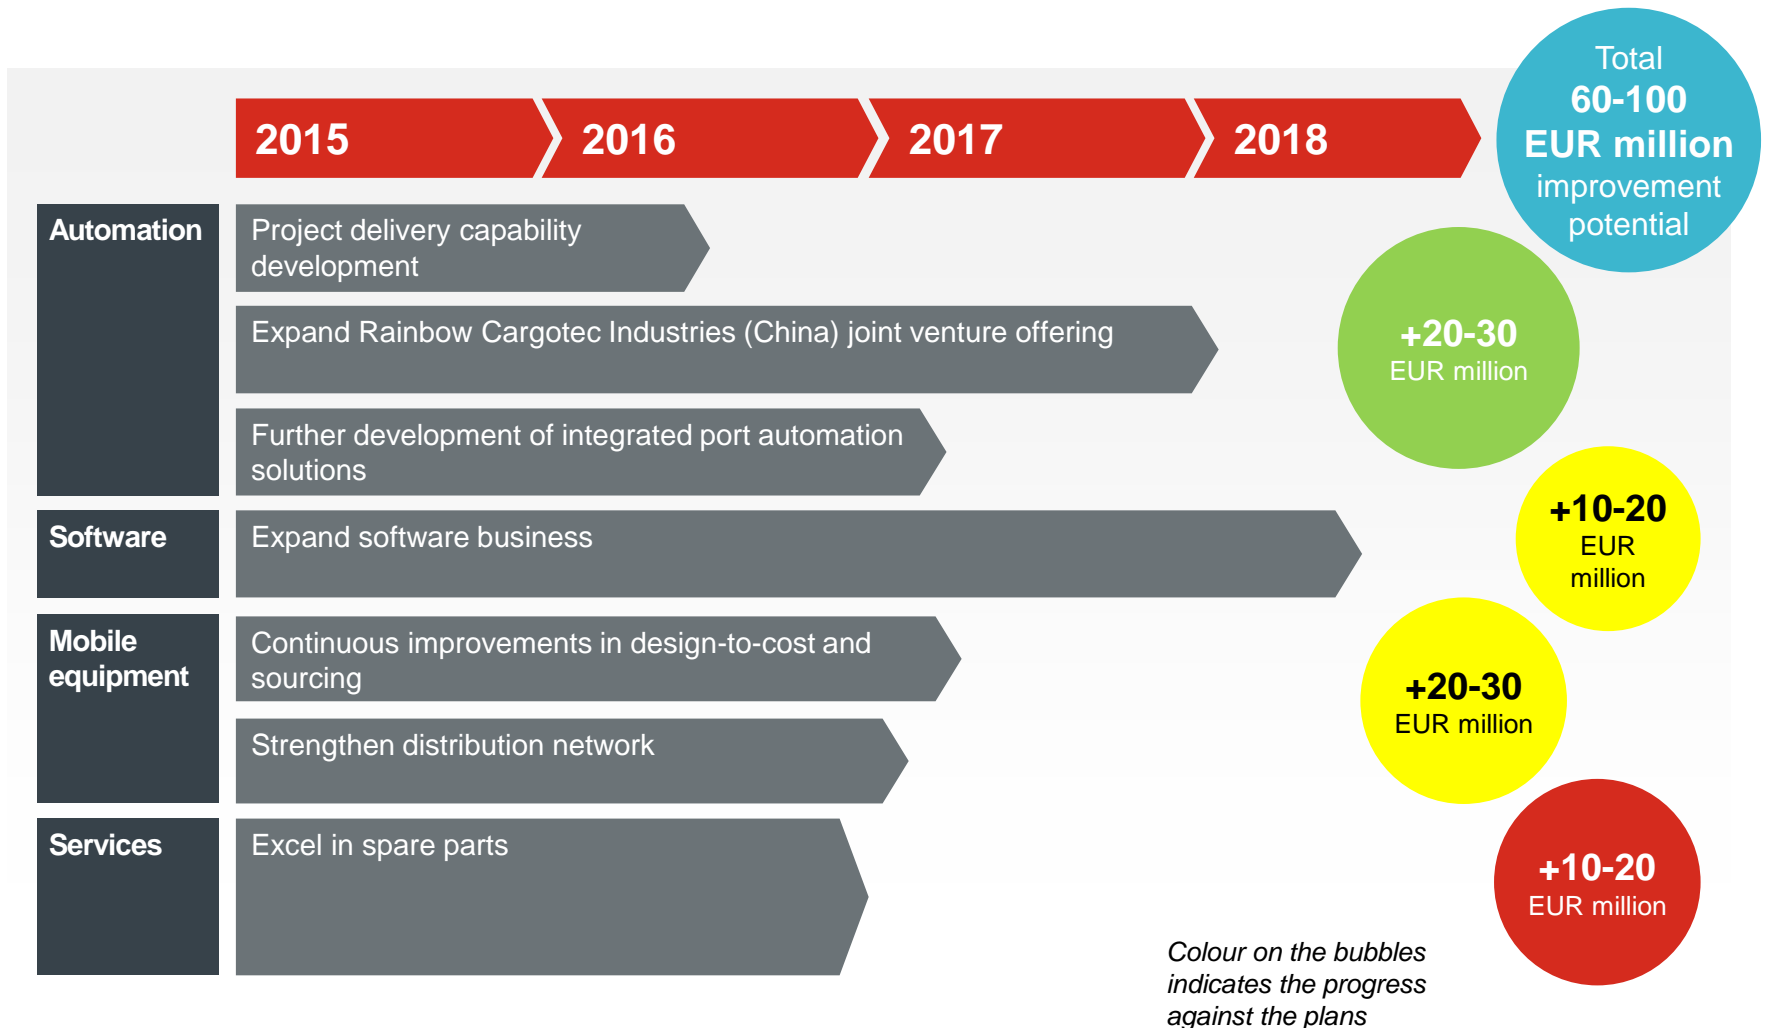 Total
60-100
EUR million
improvement
potential
2015
2016
2017
2018
Automation
Project delivery capability
development
Expand Rainbow Cargotec Industries (China) joint venture offering
Further development of integrated port automation
solutions
+20-30
EUR million
Software
Expand software business
+10-20
EUR
million
Mobile
equipment
Continuous improvements in design-to-cost and
sourcing
Strengthen distribution network
+20-30
EUR million
Services
Excel in spare parts
+10-20
EUR million
Colour on the bubbles
indicates the progress
against the plans